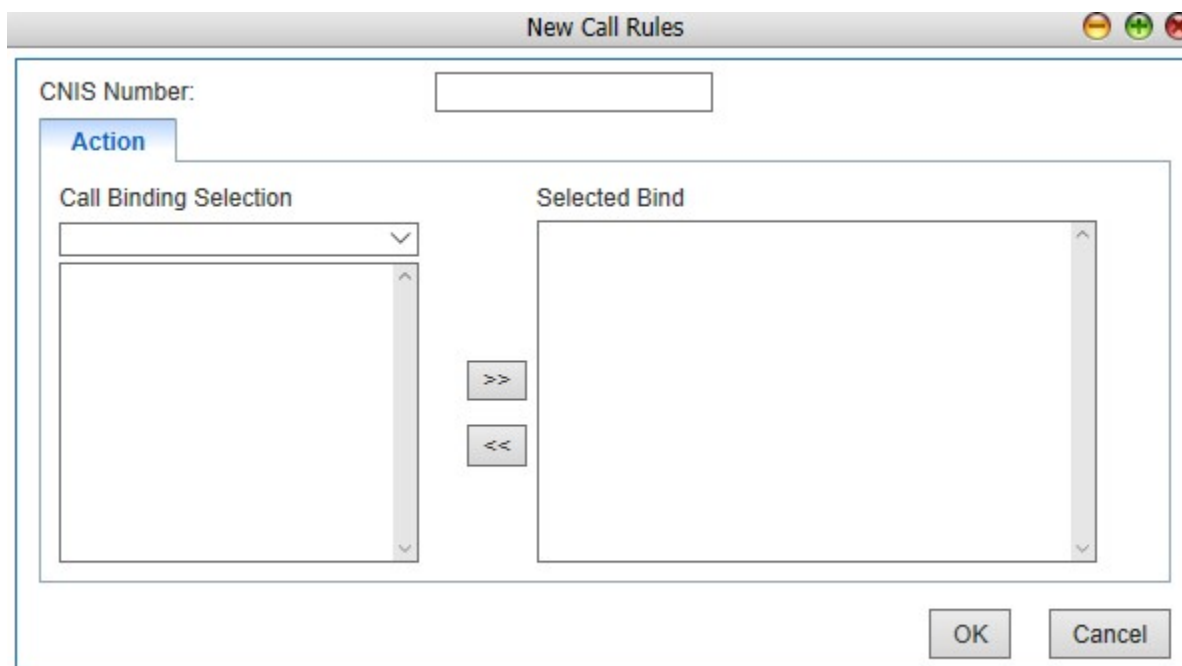 New Call Rules
CNIS Number:
Action
Call Binding Selection
Selected Bind
>>
<<
OK
Cancel